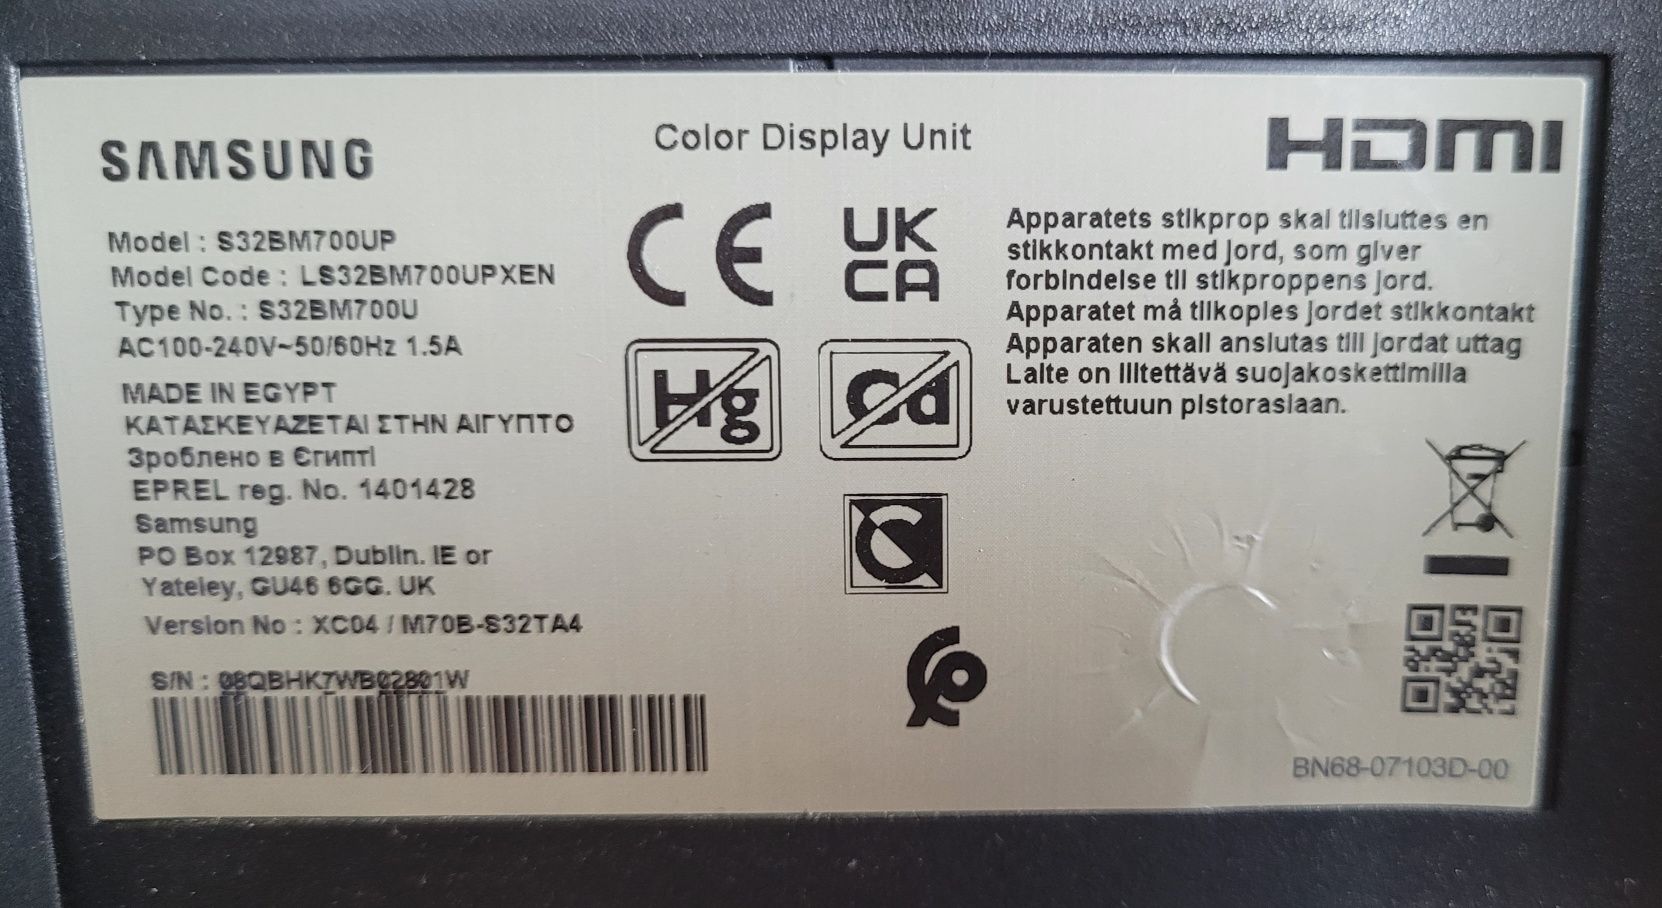 SAMSUNG
Color Display Unit
HDMI
Model : S32BM700UP
Model Code : LS32BM700UPXEN
Type No. : S32BM700U
AC100-240V~50/60Hz 1.5A
MADE IN EGYPT
ΚΑΤΑΣΚΕΥΑΖΕΤΑΙ ΣΤΗΝ ΑΙΓΥΠΤΟ
Зроблено в Єгипті
EPREL reg. No. 1401428
Samsung
PO Box 12987, Dublin. IE or
Yateley, GU46 6GG. UK
Version No : XC04 / M70B-S32TA4
S/N : 08QBHK7WB02801W
CE
UK
CA
Hg
Cd
Apparatets stikprop skal tilsluttes en
stikkontakt med jord, som giver
forbindelse til stikproppens jord.
Apparatet må tilkoples jordet stikkontakt
Apparaten skall anslutas till jordat uttag
Laite on liitettävä suojakoskettimilla
varustettuun pistorasiaan.
BN68-07103D-00